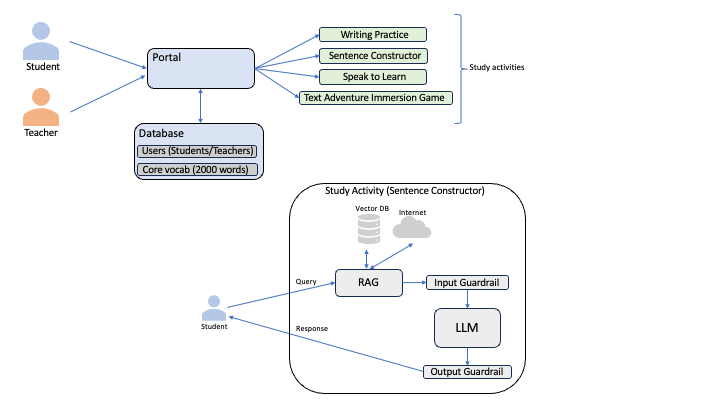 Student
Teacher
Portal
Writing Practice
Sentence Constructor
Speak to Learn
Text Adventure Immersion Game
Study activities
Database
Users (Students/Teachers)
Core vocab (2000 words)
Study Activity (Sentence Constructor)
Vector DB
Internet
Query
RAG
Input Guardrail
Student
Response
LLM
Output Guardrail